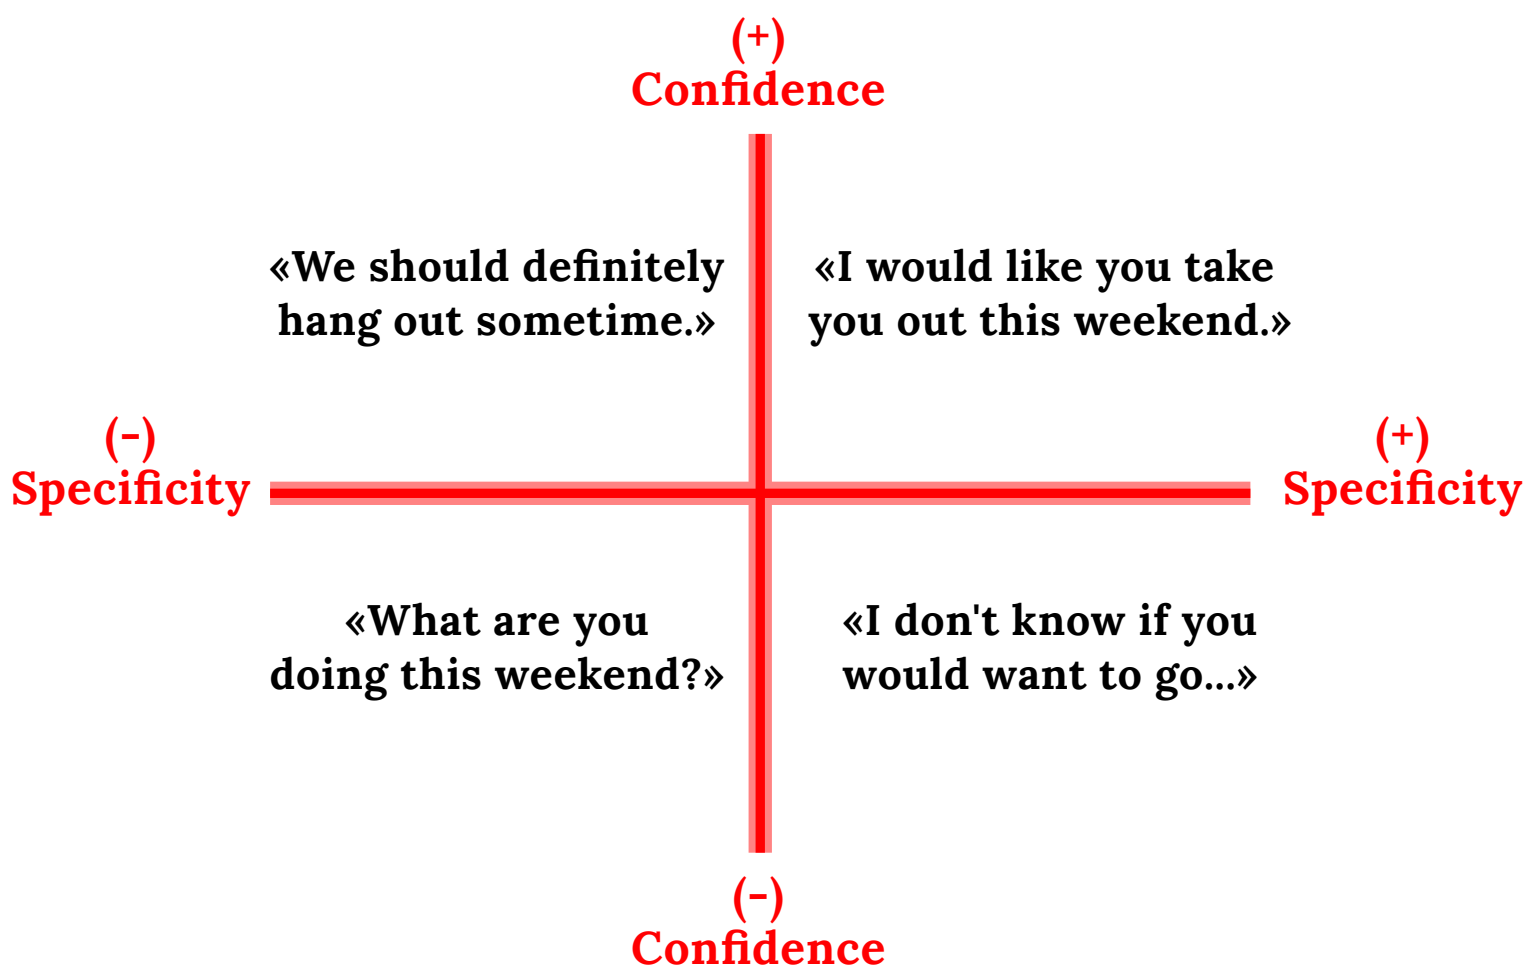 (+)
Confidence
«We should definitely
hang out sometime.»
«I would like you take
you out this weekend.»
(-)
Specificity
(+)
Specificity
«What are you
doing this weekend?»
«I don't know if you
would want to go...»
(-)
Confidence